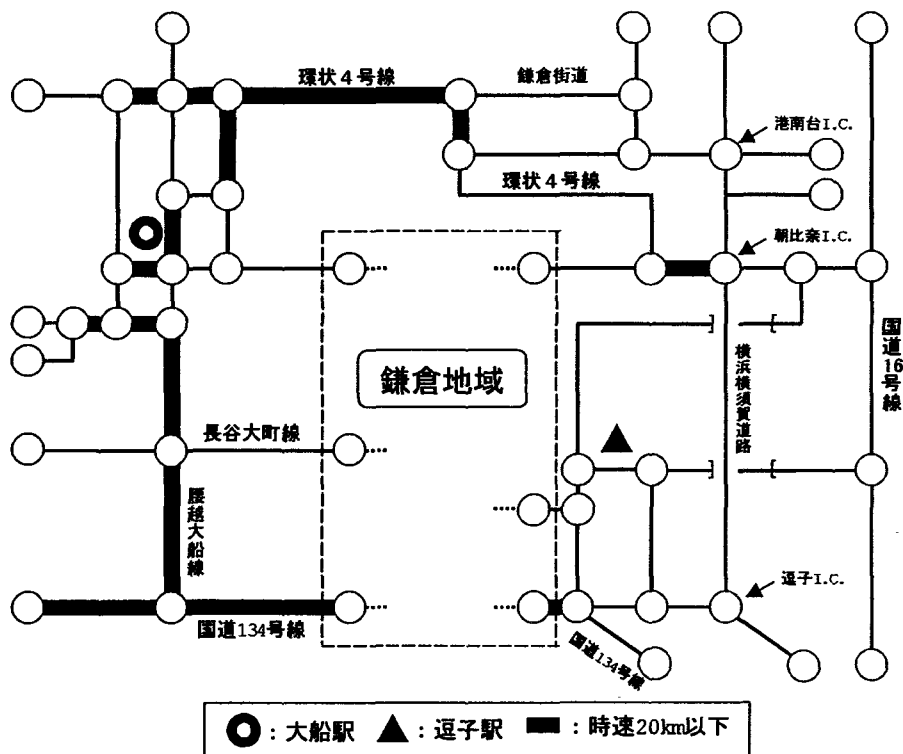 環状4号線
鎌倉街道
港南台I.C.
環状4号線
朝比奈I.C.
国道16号線
横浜横須賀道路
鎌倉地域
長谷大町線
腰越大船線
逗子I.C.
国道134号線
国道134号線
：大船駅 ：逗子駅 ：時速20km以下